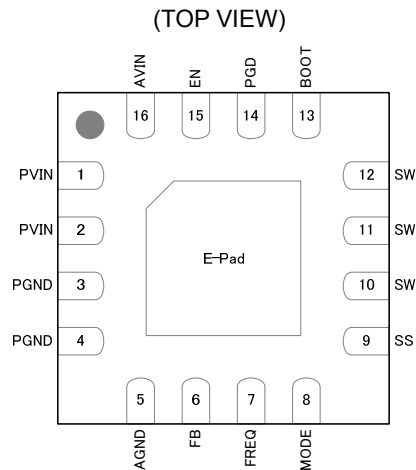 (TOP VIEW)
AVIN EN PGD BOOT
16 15 14 13
PVIN 1 12 SW
PVIN 2 11 SW
E-Pad
PGND 3 10 SW
PGND 4 9 SS
5 6 7 8
AGND FB FREQ MODE